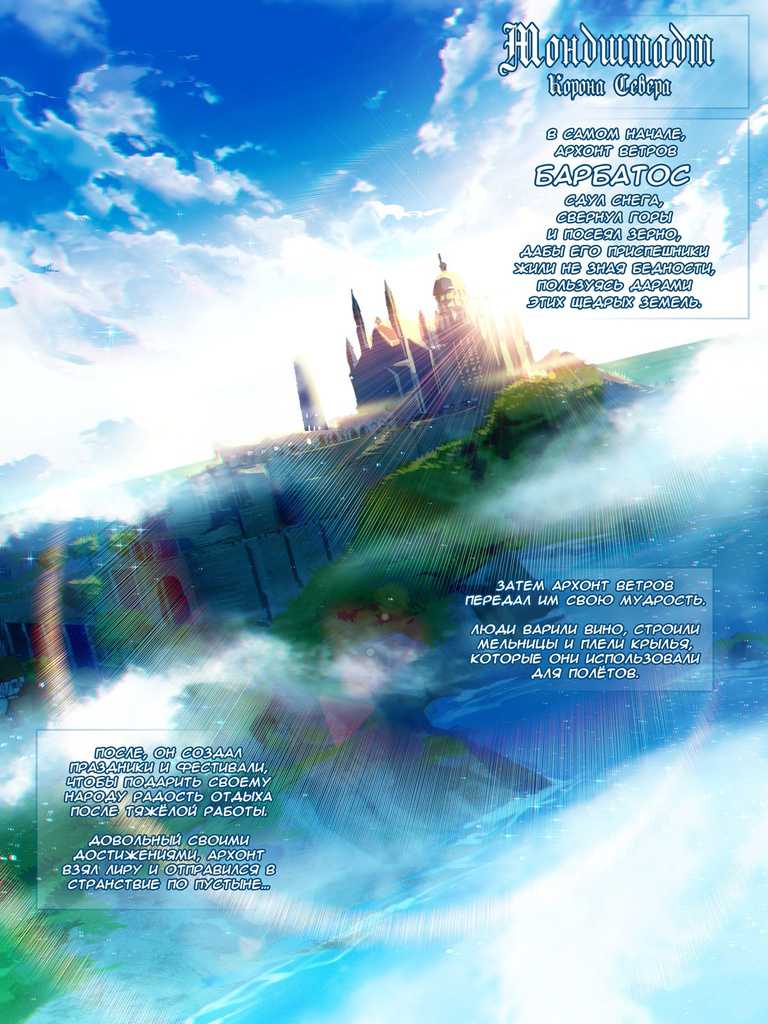 Мондштадт
Корона Севера
В САМОМ НАЧАЛЕ,
АРХОНТ ВЕТРОВ
БАРБАТОС
СДУЛ СНЕГА,
СВЕРНУЛ ГОРЫ
И ПОСЕЯЛ ЗЕРНО,
ДАБЫ ЕГО ПРИСПЕШНИКИ
ЖИЛИ НЕ ЗНАЯ БЕДНОСТИ,
ПОЛЬЗУЯСЬ ДАРАМИ
ЭТИХ ЩЕДРЫХ ЗЕМЕЛЬ.
ЗАТЕМ АРХОНТ ВЕТРОВ
ПЕРЕДАЛ ИМ СВОЮ МУДРОСТЬ.
ЛЮДИ ВАРИЛИ ВИНО, СТРОИЛИ
МЕЛЬНИЦЫ И ПЛЕЛИ КРЫЛЬЯ,
КОТОРЫЕ ОНИ ИСПОЛЬЗОВАЛИ
ДЛЯ ПОЛЁТОВ.
ПОСЛЕ, ОН СОЗДАЛ
ПРАЗДНИКИ И ФЕСТИВАЛИ,
ЧТОБЫ ПОДАРИТЬ СВОЕМУ
НАРОДУ РАДОСТЬ ОТДЫХА
ПОСЛЕ ТЯЖЁЛОЙ РАБОТЫ.
ДОВОЛЬНЫЙ СВОИМИ
ДОСТИЖЕНИЯМИ, АРХОНТ
ВЗЯЛ ЛИРУ И ОТПРАВИЛСЯ В
СТРАНСТВИЕ ПО ПУСТЫНЕ...